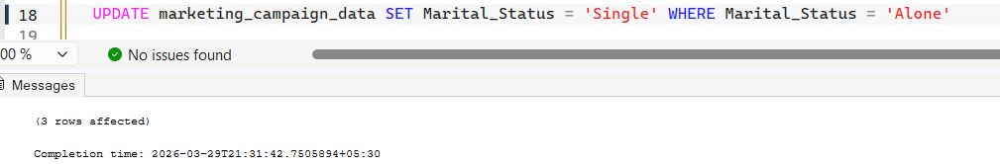 18 UPDATE marketing_campaign_data SET Marital_Status = 'Single' WHERE Marital_Status = 'Alone'
19
00 % No issues found
Messages
(3 rows affected)
Completion time: 2026-03-29T21:31:42.7505894+05:30